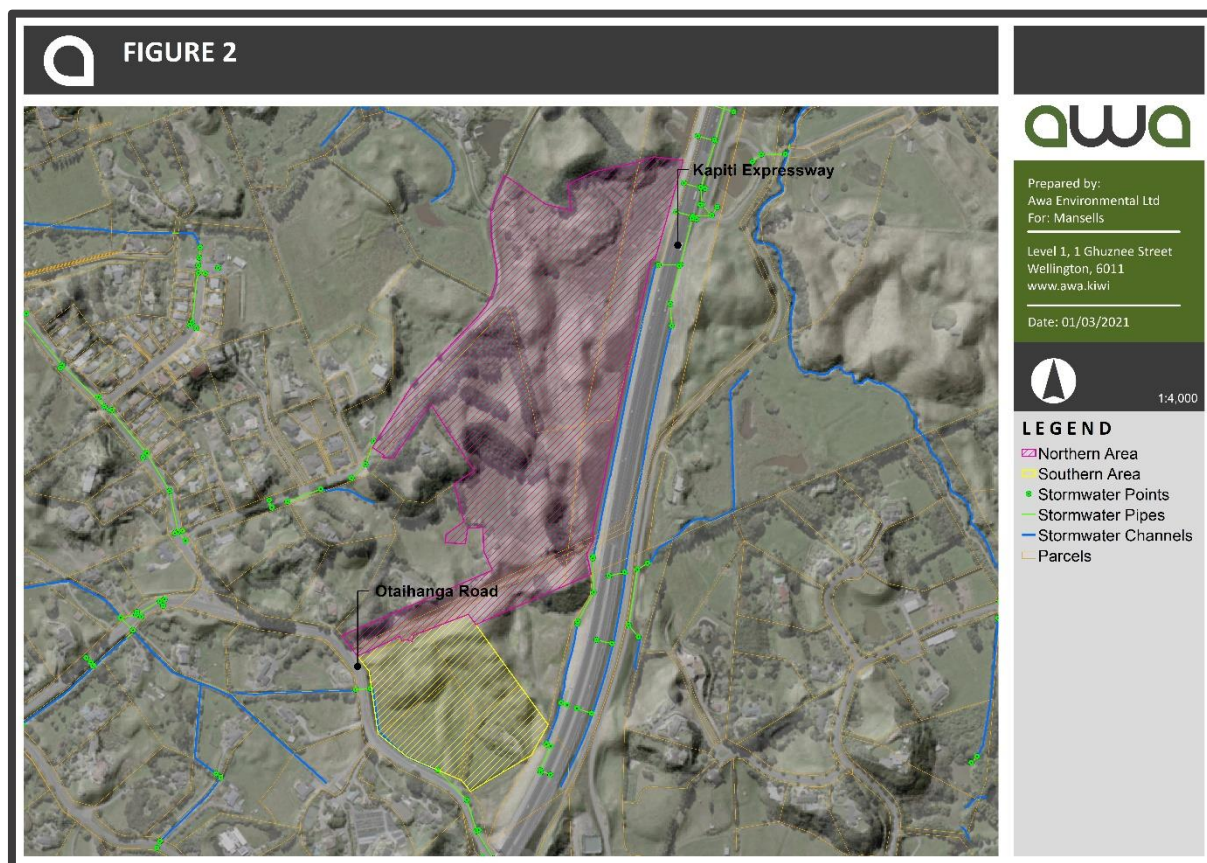 FIGURE 2
Kapiti Expressway
Otaihanga Road
awa
Prepared by:
Awa Environmental Ltd
For: Mansells
Level 1, 1 Ghuznee Street
Wellington, 6011
www.awa.kiwi
Date: 01/03/2021
1:4,000
LEGEND
Northern Area
Southern Area
Stormwater Points
Stormwater Pipes
Stormwater Channels
Parcels